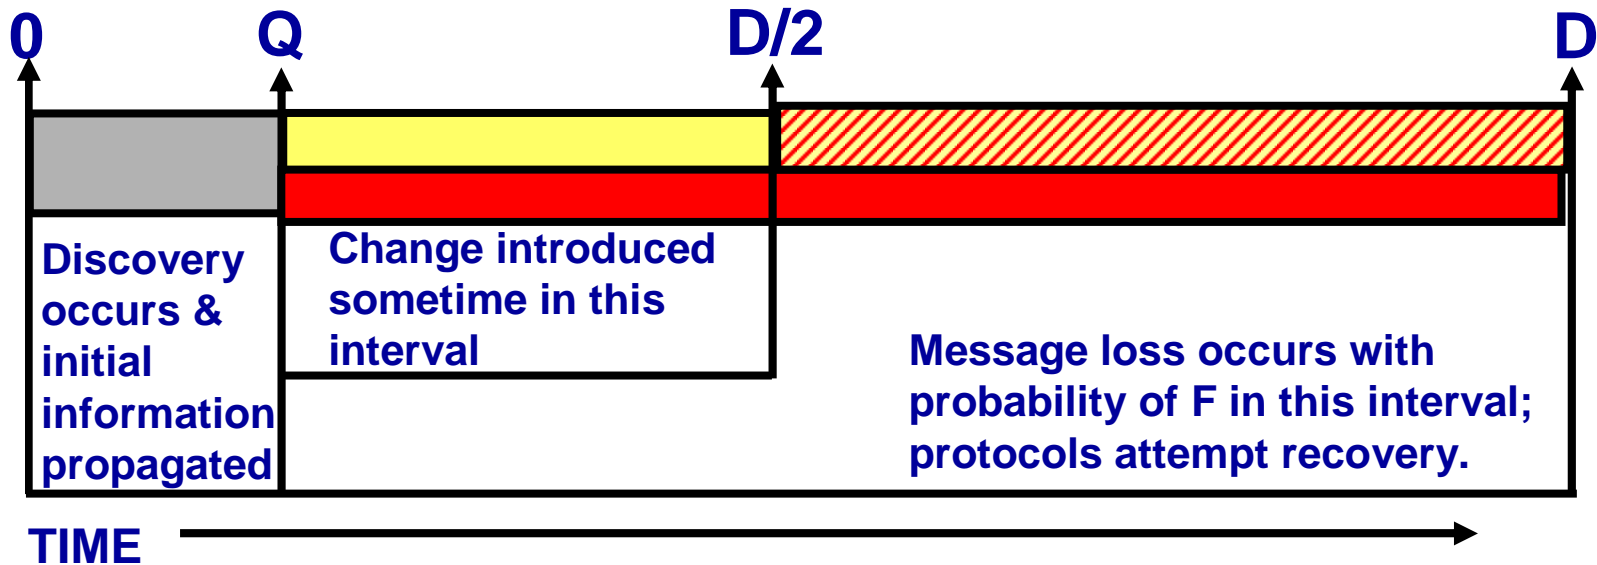 0 Q D/2 D
Discovery
occurs &
initial
information
propagated
Change introduced
sometime in this
interval
Message loss occurs with
probability of F in this interval;
protocols attempt recovery.
TIME